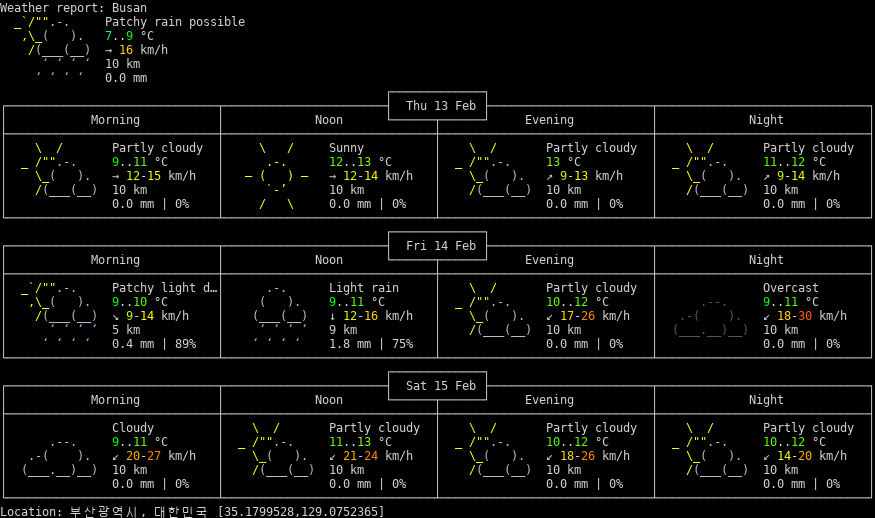 Weather report: Busan
Patchy rain possible
7..9 °C
→ 16 km/h
10 km
0.0 mm
Thu 13 Feb
Morning Noon Evening Night
Partly cloudy Sunny Partly cloudy Partly cloudy
9..11 °C 12..13 °C 13 °C 11..12 °C
→ 12-15 km/h → 12-14 km/h ↗ 9-13 km/h ↗ 9-14 km/h
10 km 10 km 10 km 10 km
0.0 mm | 0% 0.0 mm | 0% 0.0 mm | 0% 0.0 mm | 0%
Fri 14 Feb
Morning Noon Evening Night
Patchy light d… Light rain Partly cloudy Overcast
9..10 °C 9..11 °C 10..12 °C 9..11 °C
↘ 9-14 km/h ↓ 12-16 km/h ↙ 17-26 km/h ↙ 18-30 km/h
5 km 9 km 10 km 10 km
0.4 mm | 89% 1.8 mm | 75% 0.0 mm | 0% 0.0 mm | 0%
Sat 15 Feb
Morning Noon Evening Night
Cloudy Partly cloudy Partly cloudy Partly cloudy
9..11 °C 11..13 °C 10..12 °C 10..12 °C
↙ 20-27 km/h ↙ 21-24 km/h ↙ 18-26 km/h ↙ 14-20 km/h
10 km 10 km 10 km 10 km
0.0 mm | 0% 0.0 mm | 0% 0.0 mm | 0% 0.0 mm | 0%
Location: 부산광역시, 대한민국 [35.1799528,129.0752365]